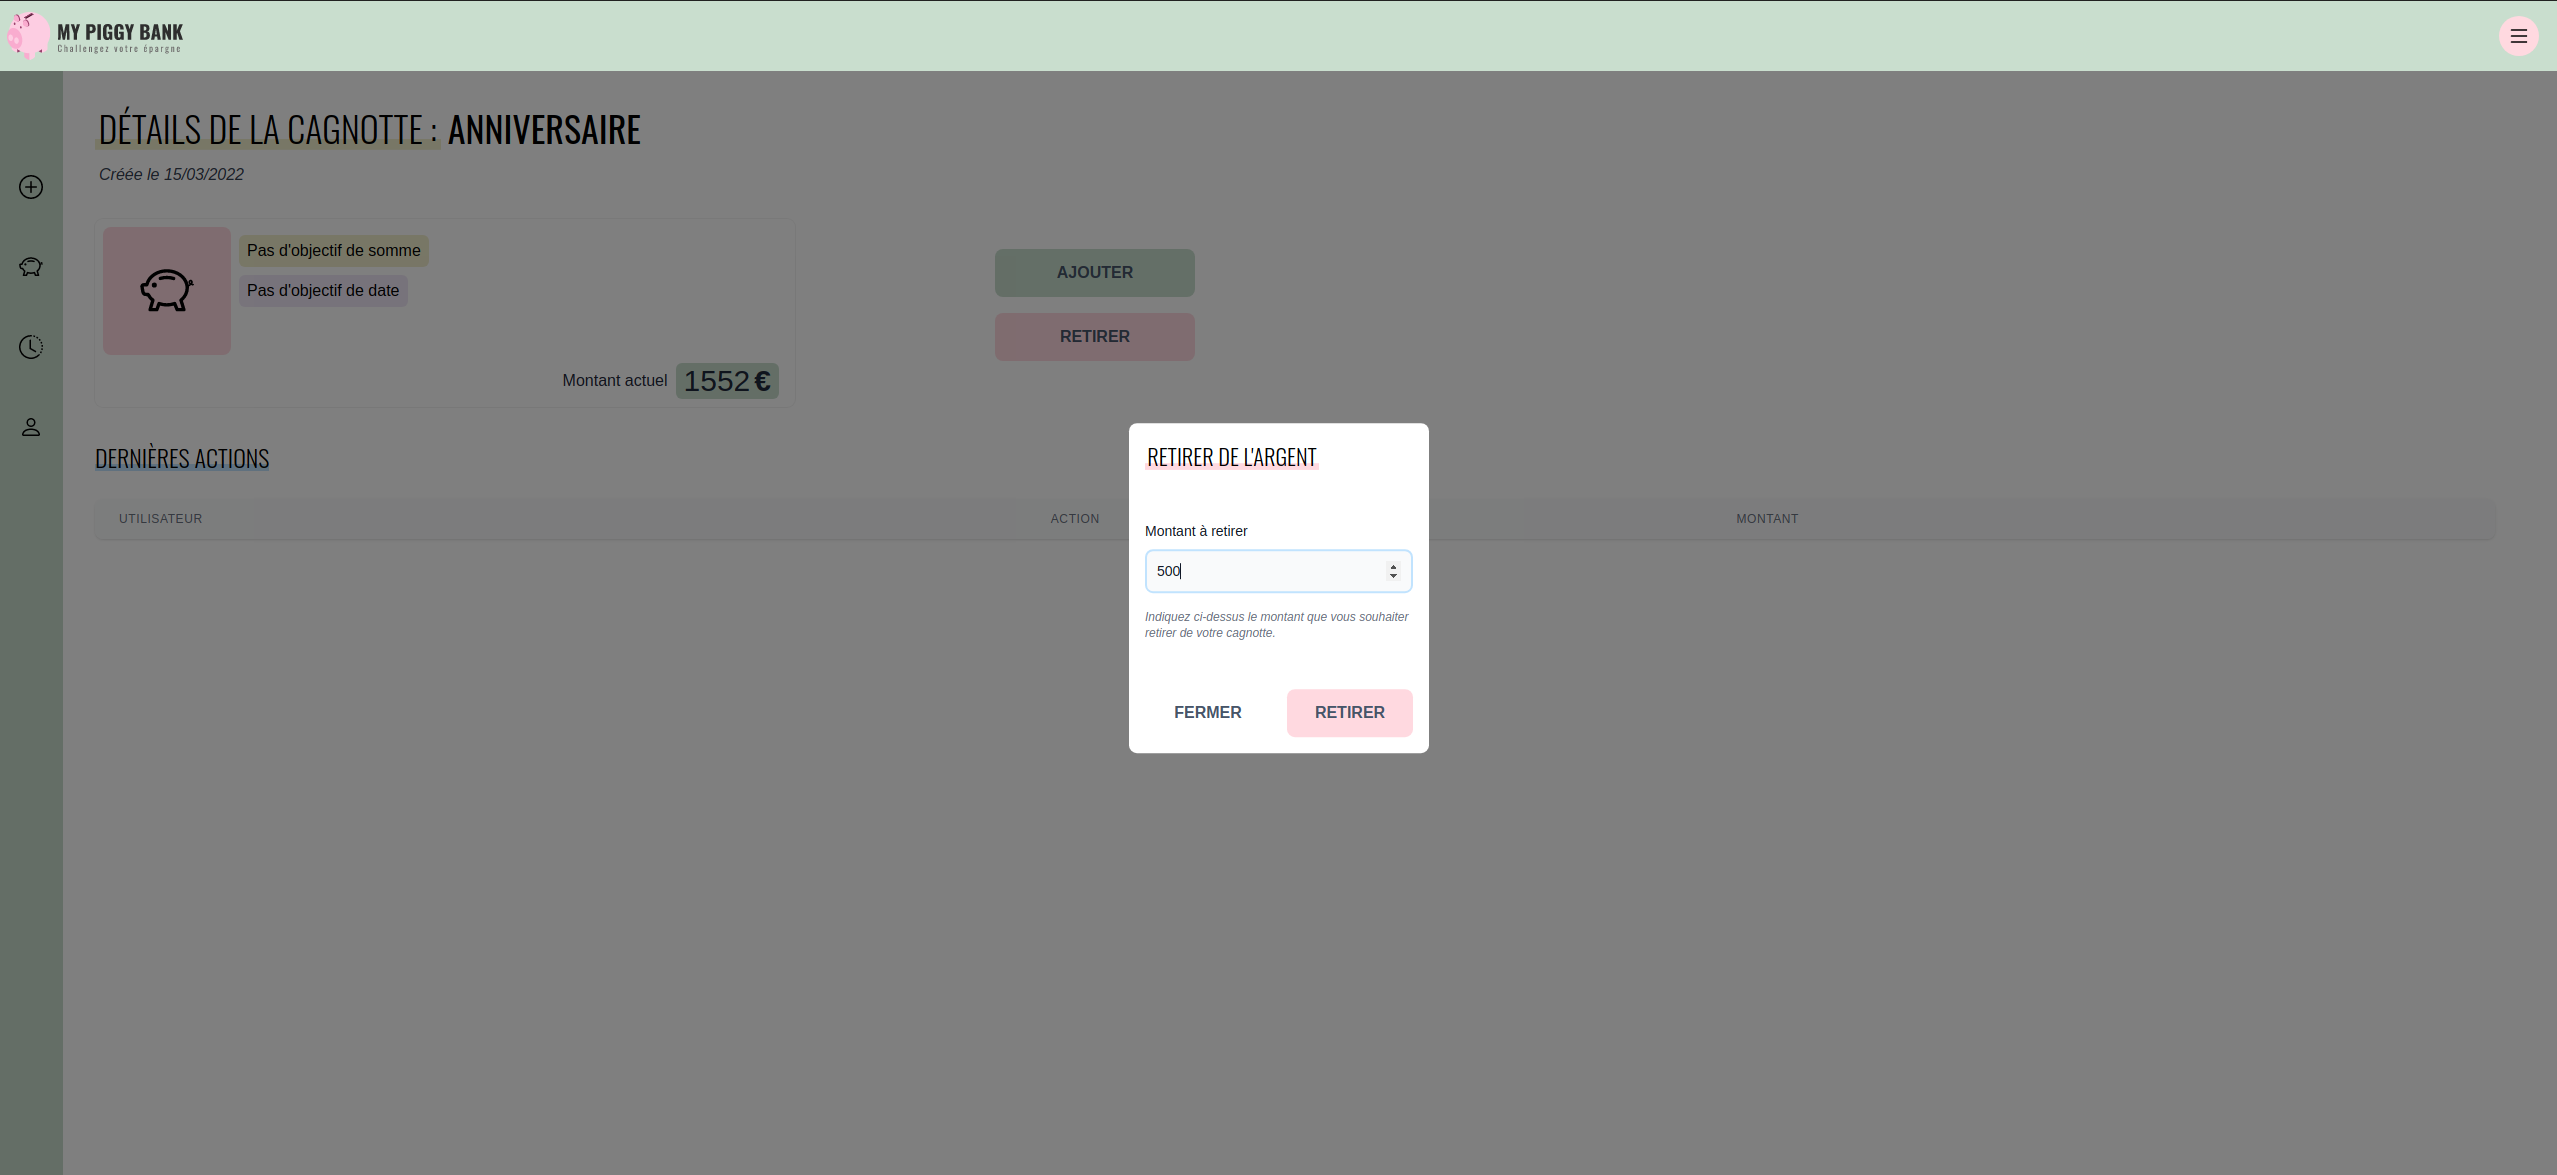 MY PIGGY BANK
Challengez votre épargne
DÉTAILS DE LA CAGNOTTE : ANNIVERSAIRE
Créée le 15/03/2022
Pas d'objectif de somme
Pas d'objectif de date
Montant actuel 1552 €
AJOUTER
RETIRER
DERNIÈRES ACTIONS
UTILISATEUR ACTION MONTANT
RETIRER DE L'ARGENT
Montant à retirer
500
Indiquez ci-dessus le montant que vous souhaiter
retirer de votre cagnotte.
FERMER RETIRER